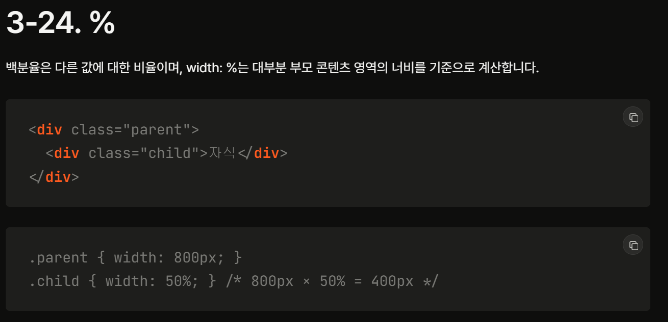 3-24. %
백분율은 다른 값에 대한 비율이며, width: %는 대부분 부모 콘텐츠 영역의 너비를 기준으로 계산합니다.
<div class="parent">
  <div class="child">자식</div>
</div>
.parent { width: 800px; }
.child { width: 50%; } /* 800px × 50% = 400px */